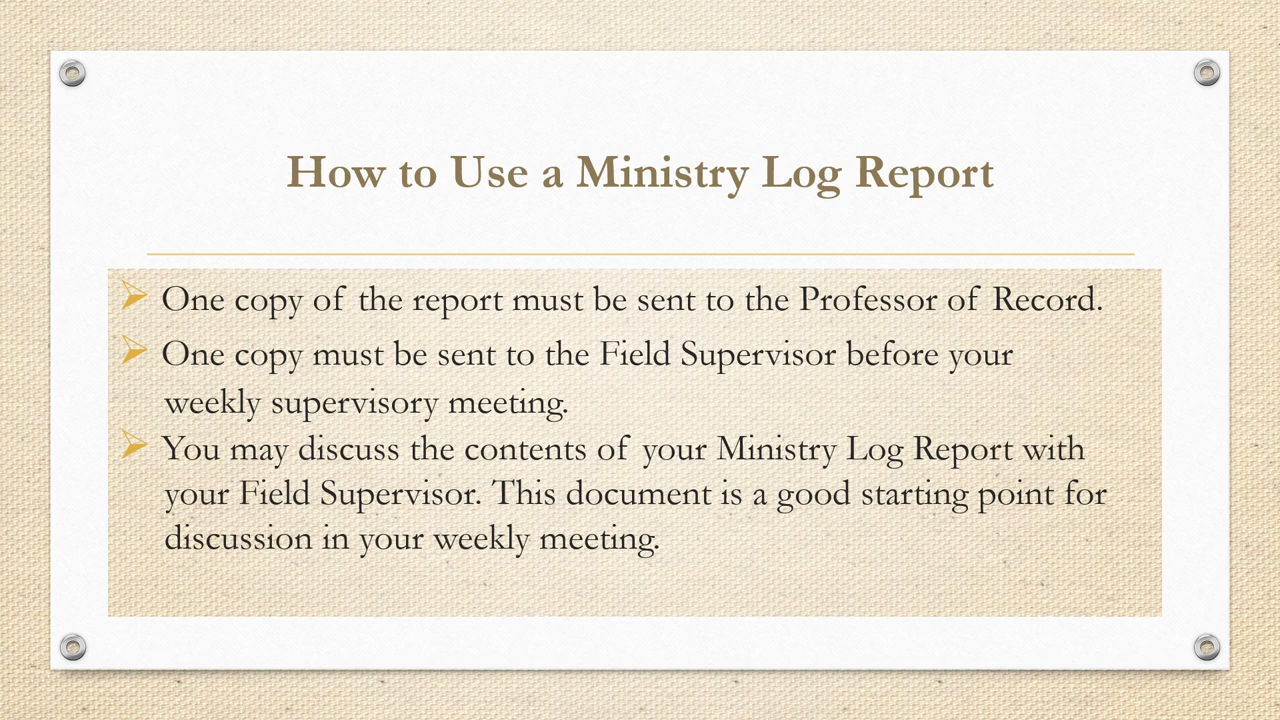 How to Use a Ministry Log Report
One copy of the report must be sent to the Professor of Record.
One copy must be sent to the Field Supervisor before your
weekly supervisory meeting.
You may discuss the contents of your Ministry Log Report with
your Field Supervisor. This document is a good starting point for
discussion in your weekly meeting.